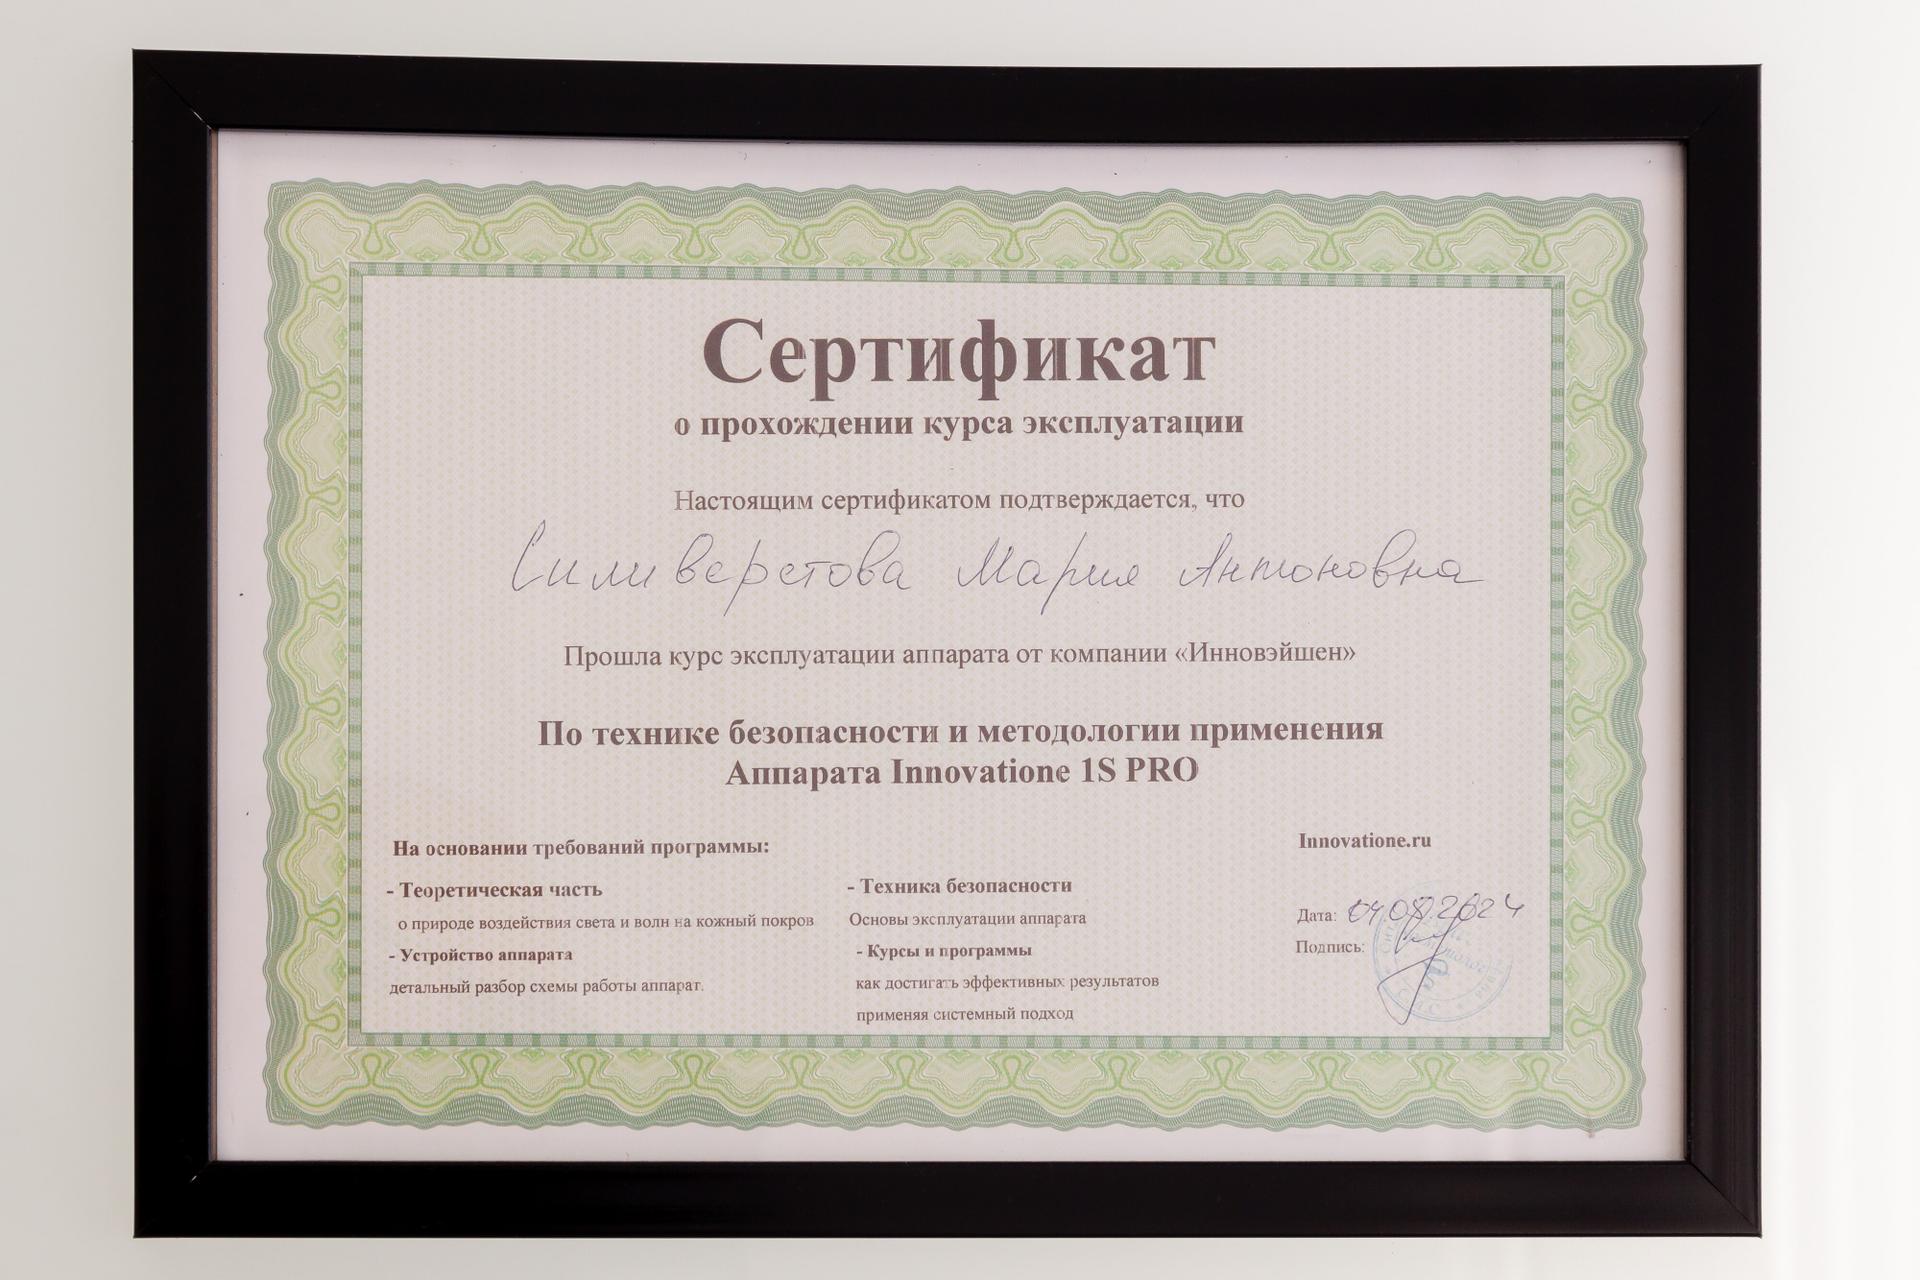 Сертификат
о прохождении курса эксплуатации
Настоящим сертификатом подтверждается, что
Силиверстова Мария Антоновна
Прошла курс эксплуатации аппарата от компании «Инновэйшен»
По технике безопасности и методологии применения
Аппарата Innovatione 1S PRO
На основании требований программы:
- Теоретическая часть
о природе воздействия света и волн на кожный покров
- Устройство аппарата
детальный разбор схемы работы аппарат.
- Техника безопасности
Основы эксплуатации аппарата
- Курсы и программы
как достигать эффективных результатов
применяя системный подход
Innovatione.ru
Дата:
Подпись: